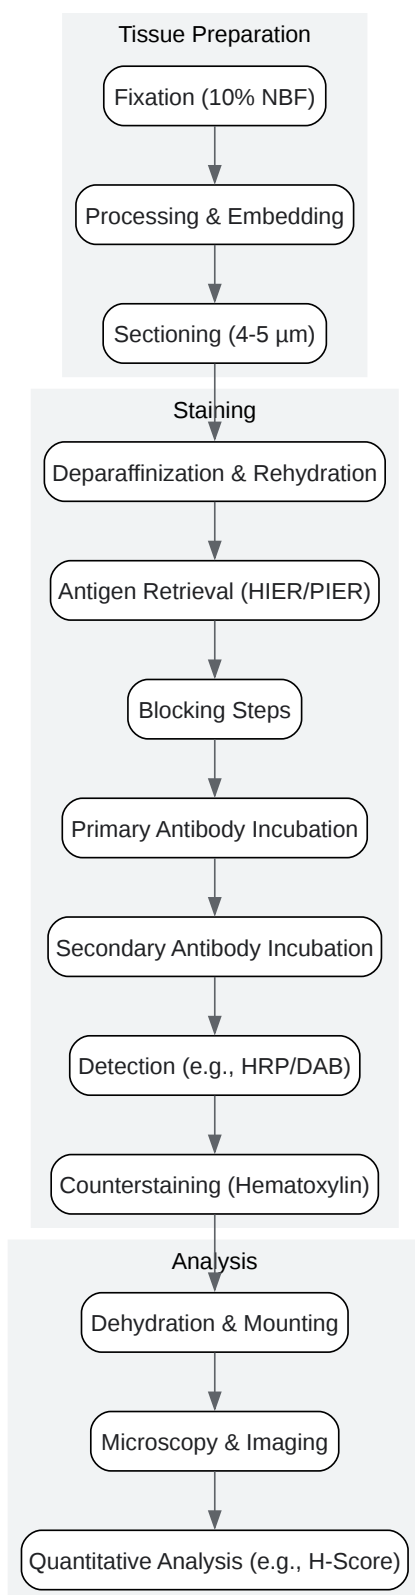 Tissue Preparation
Fixation (10% NBF)
Processing & Embedding
Sectioning (4-5 µm)
Staining
Deparaffinization & Rehydration
Antigen Retrieval (HIER/PIER)
Blocking Steps
Primary Antibody Incubation
Secondary Antibody Incubation
Detection (e.g., HRP/DAB)
Counterstaining (Hematoxylin)
Analysis
Dehydration & Mounting
Microscopy & Imaging
Quantitative Analysis (e.g., H-Score)